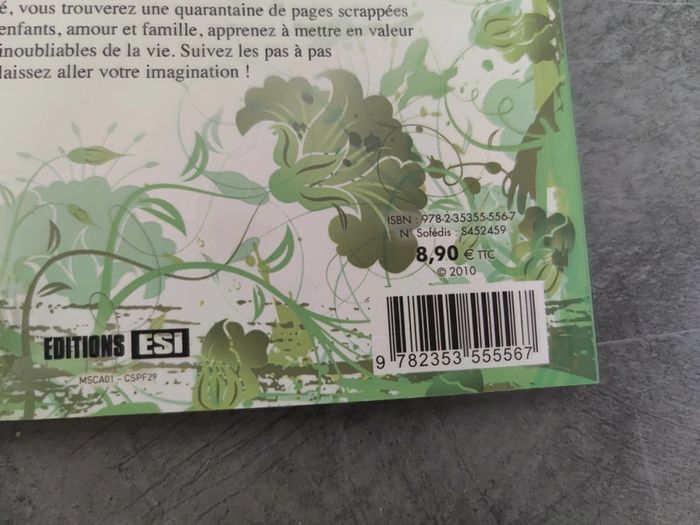 é, vous trouverez une quarantaine de pages scrappées
enfants, amour et famille, apprenez à mettre en valeur
inoubliables de la vie. Suivez les pas à pas
laissez aller votre imagination !
ISBN : 978-2-35355-556-7
N° Sofédis : S452459
8,90 € TTC
© 2010
EDITIONS ESI
MSCA01 - CSPF29
9 782353 555567